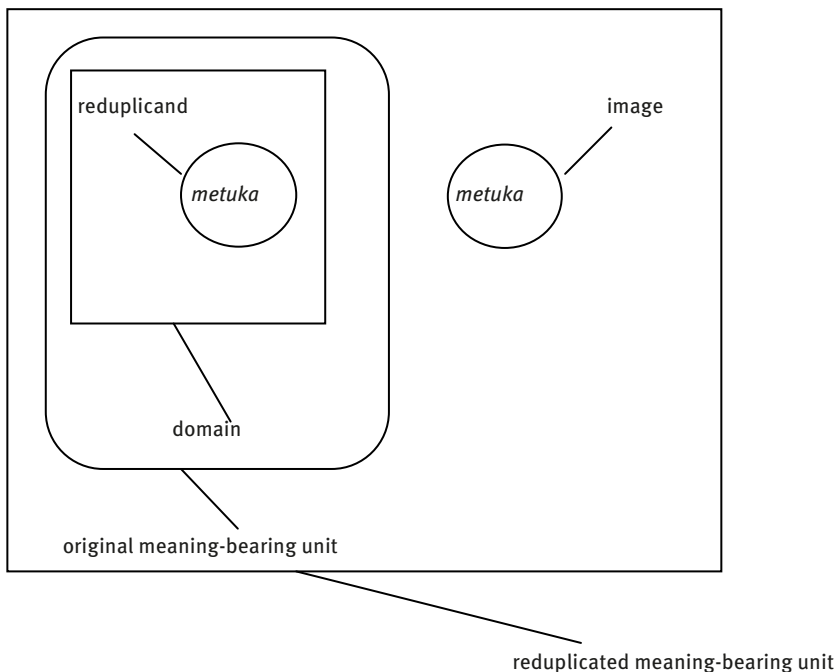 reduplicand
image
metuka
metuka
domain
original meaning-bearing unit
reduplicated meaning-bearing unit